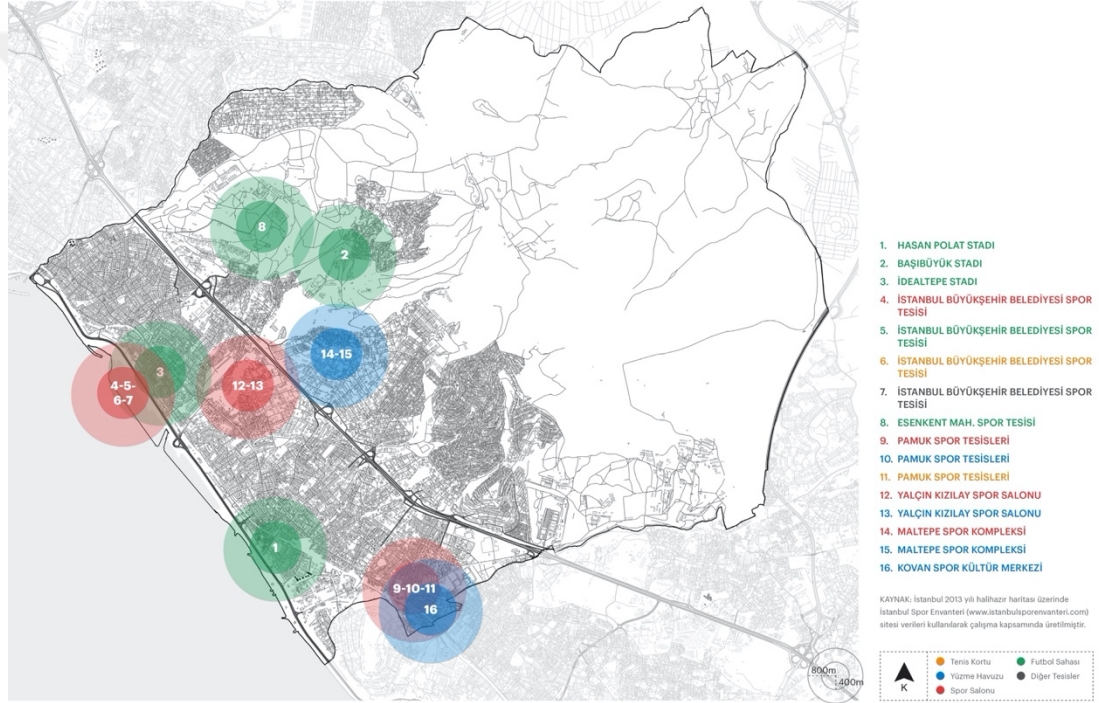 8
2
14-15
3
4-5-
6-7
12-13
1
9-10-11
16
800m
400m
1. HASAN POLAT STADI
2. BAŞIBÜYÜK STADI
3. İDEALTEPE STADI
4. İSTANBUL BÜYÜKŞEHİR BELEDİYESİ SPOR
TESİSİ
5. İSTANBUL BÜYÜKŞEHİR BELEDİYESİ SPOR
TESİSİ
6. İSTANBUL BÜYÜKŞEHİR BELEDİYESİ SPOR
TESİSİ
7. İSTANBUL BÜYÜKŞEHİR BELEDİYESİ SPOR
TESİSİ
8. ESENKENT MAH. SPOR TESİSİ
9. PAMUK SPOR TESİSLERİ
10. PAMUK SPOR TESİSLERİ
11. PAMUK SPOR TESİSLERİ
12. YALÇIN KIZILAY SPOR SALONU
13. YALÇIN KIZILAY SPOR SALONU
14. MALTEPE SPOR KOMPLEKSİ
15. MALTEPE SPOR KOMPLEKSİ
16. KOVAN SPOR KÜLTÜR MERKEZİ
KAYNAK: İstanbul 2013 yılı halihazır haritası üzerinde
İstanbul Spor Envanteri (www.istanbulsporenvanteri.com)
sitesi verileri kullanılarak çalışma kapsamında üretilmiştir.
K
Tenis Kortu
Futbol Sahası
Yüzme Havuzu
Diğer Tesisler
Spor Salonu